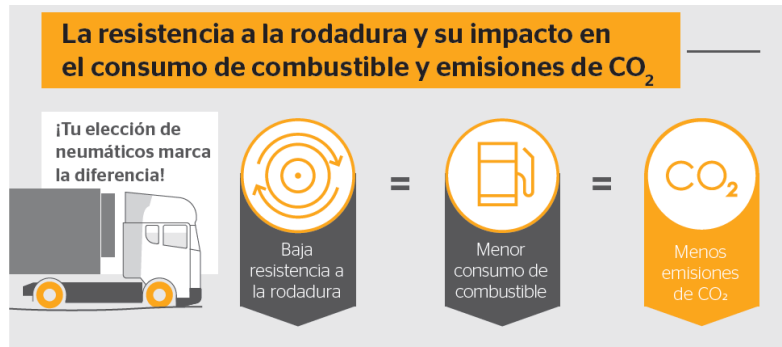 La resistencia a la rodadura y su impacto en
el consumo de combustible y emisiones de CO₂
¡Tu elección de
neumáticos marca
la diferencia!
=
=
CO₂
Baja
resistencia a
la rodadura
Menor
consumo de
combustible
Menos
emisiones
de CO₂